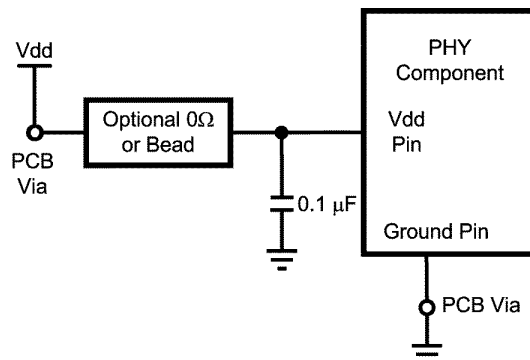 Vdd
PCB
Via
Optional 0Ω
or Bead
0.1 µF
PHY
Component
Vdd
Pin
Ground Pin
PCB Via